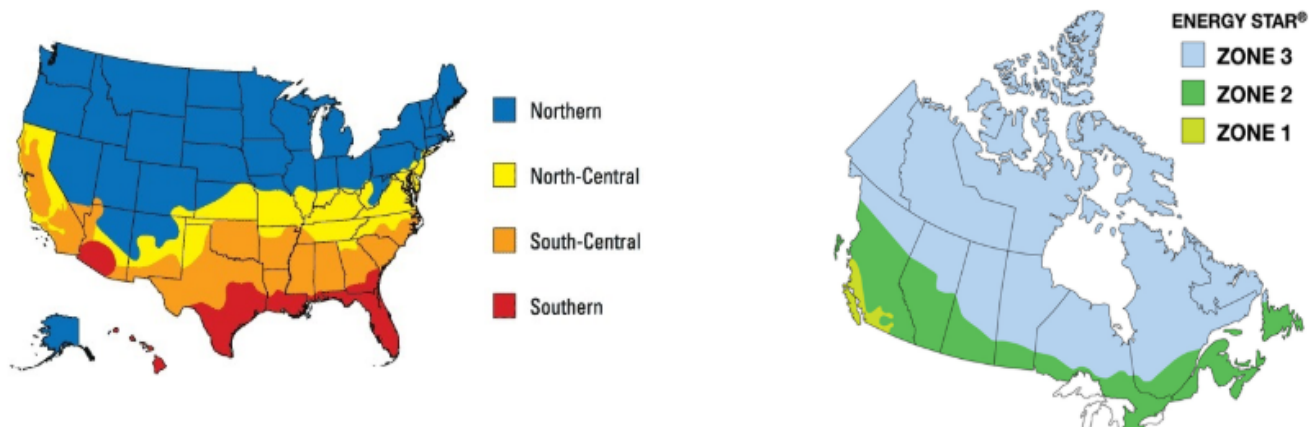 Northern
North-Central
South-Central
Southern
ENERGY STAR®
ZONE 3
ZONE 2
ZONE 1